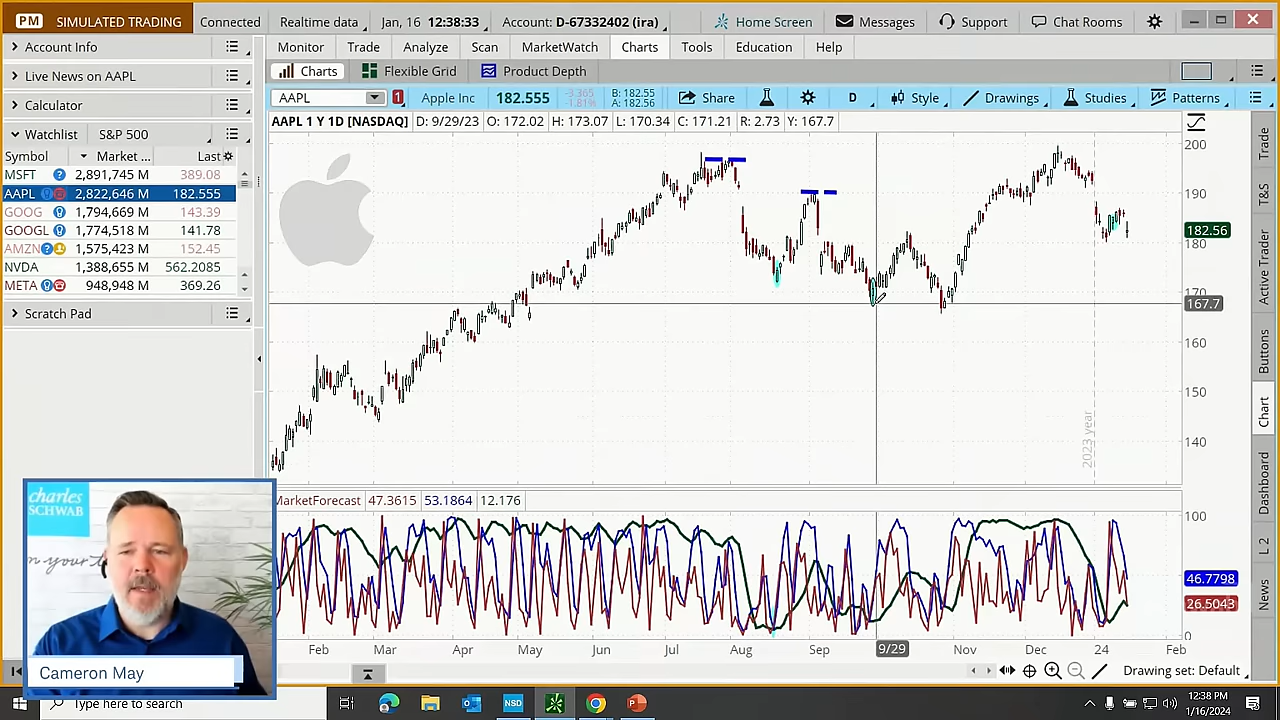 PM SIMULATED TRADING Connected Realtime data Jan, 16 12:38:33 Account: D-67332402 (ira) Home Screen Messages Support Chat Rooms
Account Info
Live News on AAPL
Calculator
Watchlist S&P 500
Symbol Market ... Last
MSFT 2,891,745 M 389.08
AAPL 2,822,646 M 182.555
GOOG 1,794,669 M 143.39
GOOGL 1,774,518 M 141.78
AMZN 1,575,423 M 152.45
NVDA 1,388,655 M 562.2085
META 948,948 M 369.26
Scratch Pad
Monitor Trade Analyze Scan MarketWatch Charts Tools Education Help
Charts Flexible Grid Product Depth
AAPL 1 Apple Inc 182.555 -3.365 -1.81% B: 182.55 A: 182.56 Share D Style Drawings Studies Patterns
AAPL 1 Y 1D [NASDAQ] D: 9/29/23 O: 172.02 H: 173.07 L: 170.34 C: 171.21 R: 2.73 Y: 167.7
200
190
182.56
180
170
167.7
160
150
140
2023 year
MarketForecast 47.3615 53.1864 12.176
100
46.7798
26.5043
0
Feb Mar Apr May Jun Jul Aug Sep 9/29 Nov Dec 24 Feb
Drawing set: Default
Trade
T&S
Active Trader
Buttons
Chart
Dashboard
L 2
News
charles
SCHWAB
Cameron May
Type here to search
NSD
12:38 PM
1/16/2024